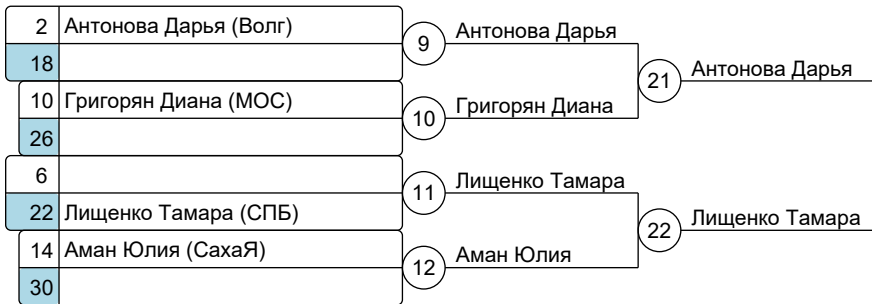 2 Антонова Дарья (Волг)
18
9 Антонова Дарья
10 Григорян Диана (МОС)
26
10 Григорян Диана
21 Антонова Дарья
6
22 Лищенко Тамара (СПБ)
11 Лищенко Тамара
14 Аман Юлия (СахаЯ)
30
12 Аман Юлия
22 Лищенко Тамара